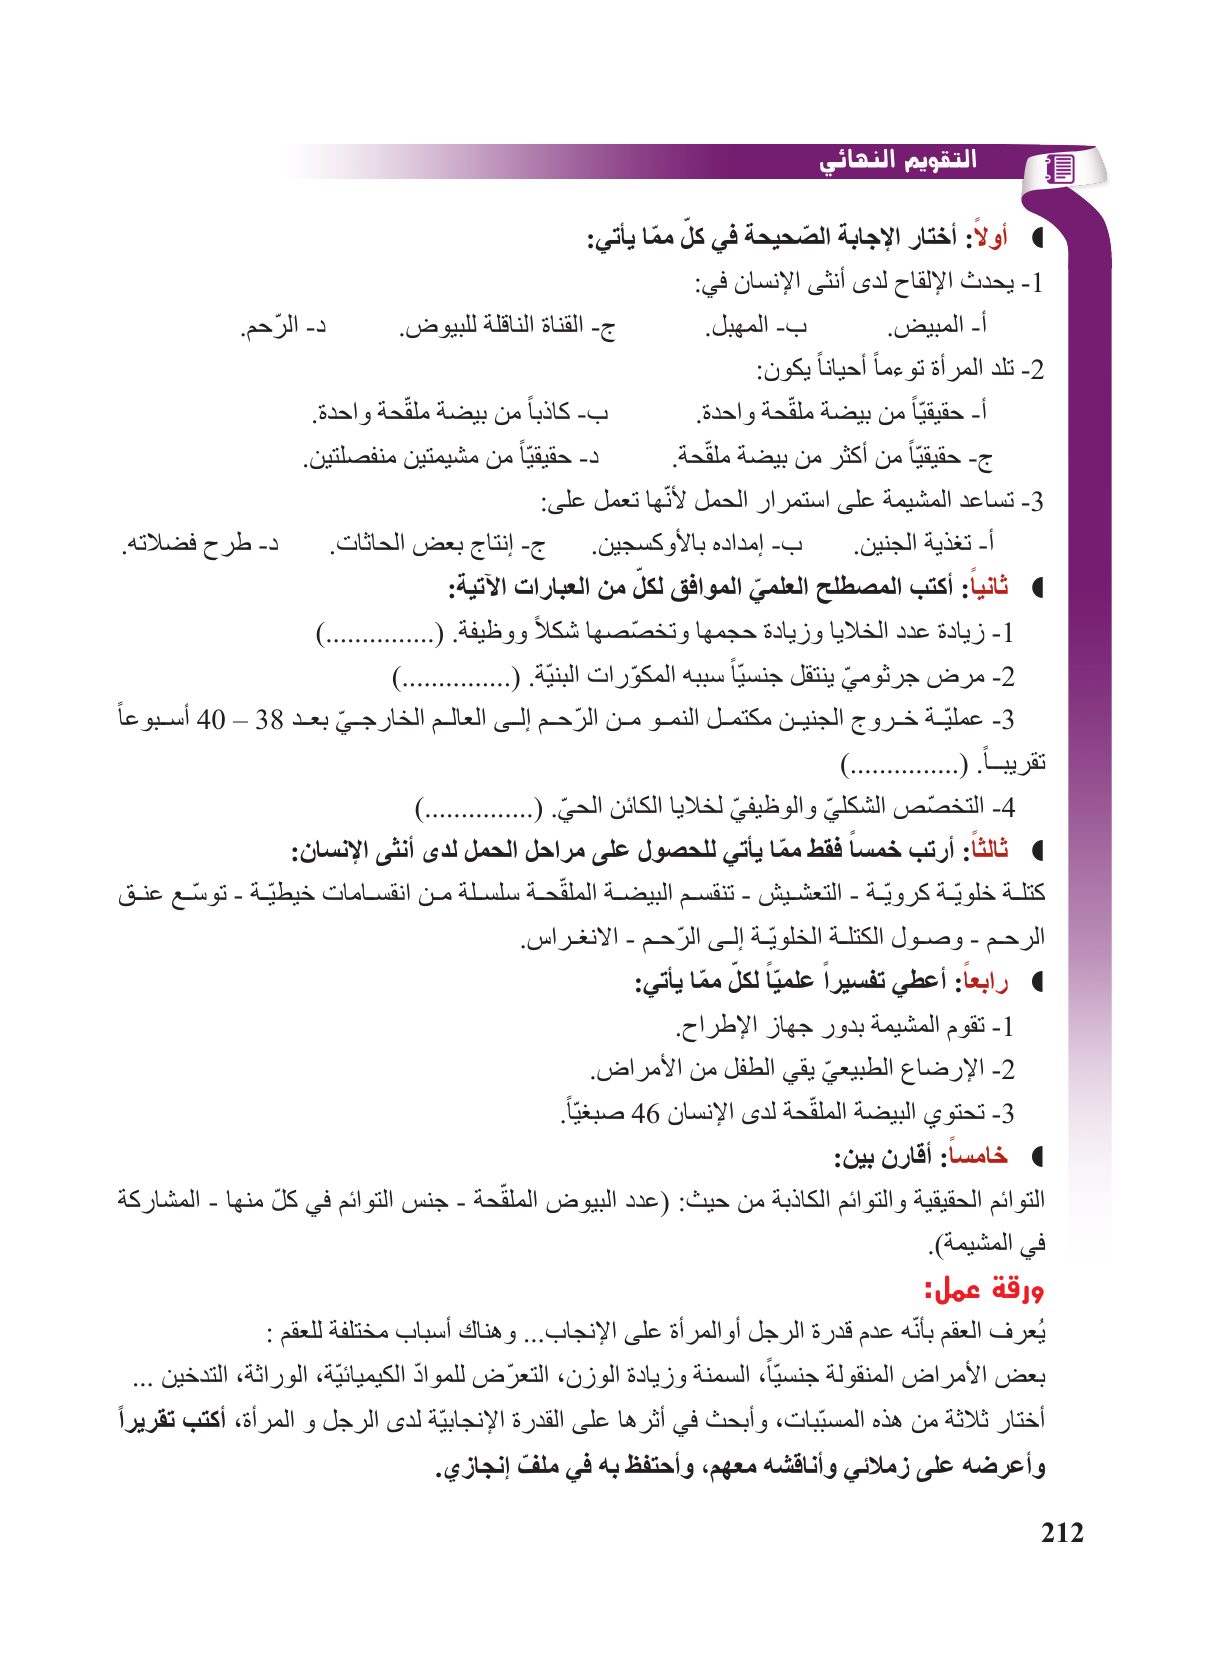 التقويم النهائي
أولاً: أختار الإجابة الصّحيحة في كلّ ممّا يأتي:
1- يحدث الإلقاح لدى أنثى الإنسان في:
أ- المبيض. ب- المهبل. ج- القناة الناقلة للبيوض. د- الرّحم.
2- تلد المرأة توءماً أحياناً يكون:
أ- حقيقيّاً من بيضة ملقّحة واحدة. ب- كاذباً من بيضة ملقّحة واحدة.
ج- حقيقيّاً من أكثر من بيضة ملقّحة. د- حقيقيّاً من مشيمتين منفصلتين.
3- تساعد المشيمة على استمرار الحمل لأنّها تعمل على:
أ- تغذية الجنين. ب- إمداده بالأوكسجين. ج- إنتاج بعض الحاثات. د- طرح فضلاته.
ثانياً: أكتب المصطلح العلميّ الموافق لكلّ من العبارات الآتية:
1- زيادة عدد الخلايا وزيادة حجمها وتخصّصها شكلاً ووظيفة. (...............)
2- مرض جرثوميّ ينتقل جنسيّاً سببه المكوّرات البنيّة. (...............)
3- عمليّة خروج الجنين مكتمل النمو من الرّحم إلى العالم الخارجيّ بعد 38 – 40 أسبوعاً
تقريباً. (...............)
4- التخصّص الشكليّ والوظيفيّ لخلايا الكائن الحيّ. (...............)
ثالثاً: أرتب خمساً فقط ممّا يأتي للحصول على مراحل الحمل لدى أنثى الإنسان:
كتلة خلويّة كرويّة - التعشيش - تنقسم البيضة الملقّحة سلسلة من انقسامات خيطيّة - توسّع عنق
الرحم - وصول الكتلة الخلويّة إلى الرّحم - الانغراس.
رابعاً: أعطي تفسيراً علميّاً لكلّ ممّا يأتي:
1- تقوم المشيمة بدور جهاز الإطراح.
2- الإرضاع الطبيعيّ يقي الطفل من الأمراض.
3- تحتوي البيضة الملقّحة لدى الإنسان 46 صبغيّاً.
خامساً: أقارن بين:
التوائم الحقيقية والتوائم الكاذبة من حيث: (عدد البيوض الملقّحة - جنس التوائم في كلّ منها - المشاركة
في المشيمة).
ورقة عمل:
يُعرف العقم بأنّه عدم قدرة الرجل أوالمرأة على الإنجاب... وهناك أسباب مختلفة للعقم :
بعض الأمراض المنقولة جنسيّاً، السمنة وزيادة الوزن، التعرّض للموادّ الكيميائيّة، الوراثة، التدخين ...
أختار ثلاثة من هذه المسبّبات، وأبحث في أثرها على القدرة الإنجابيّة لدى الرجل و المرأة، أكتب تقريراً
وأعرضه على زملائي وأناقشه معهم، وأحتفظ به في ملفّ إنجازي.
212